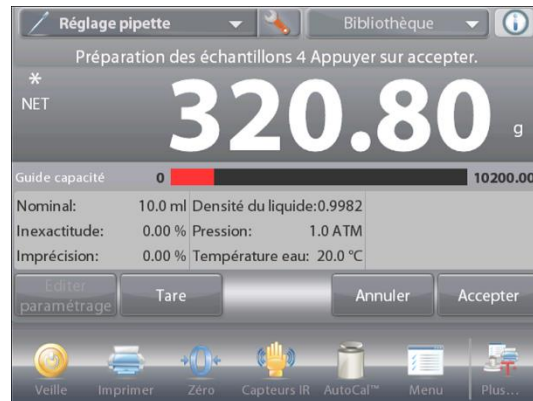 Réglage pipette
Bibliothèque
Préparation des échantillons 4 Appuyer sur accepter.
*
NET
320.80 g
Guide capacité 0 10200.00
Nominal: 10.0 ml Densité du liquide:0.9982
Inexactitude: 0.00 % Pression: 1.0 ATM
Imprécision: 0.00 % Température eau: 20.0 °C
Editer
paramétrage
Tare
Annuler
Accepter
Veille
Imprimer
Zéro
Capteurs IR
AutoCal™
Menu
Plus...